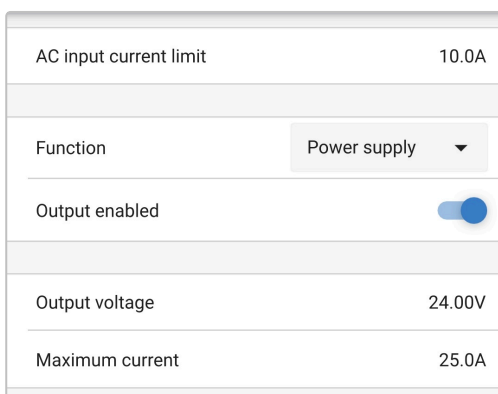 AC input current limit 10.0A
Function Power supply
Output enabled
Output voltage 24.00V
Maximum current 25.0A